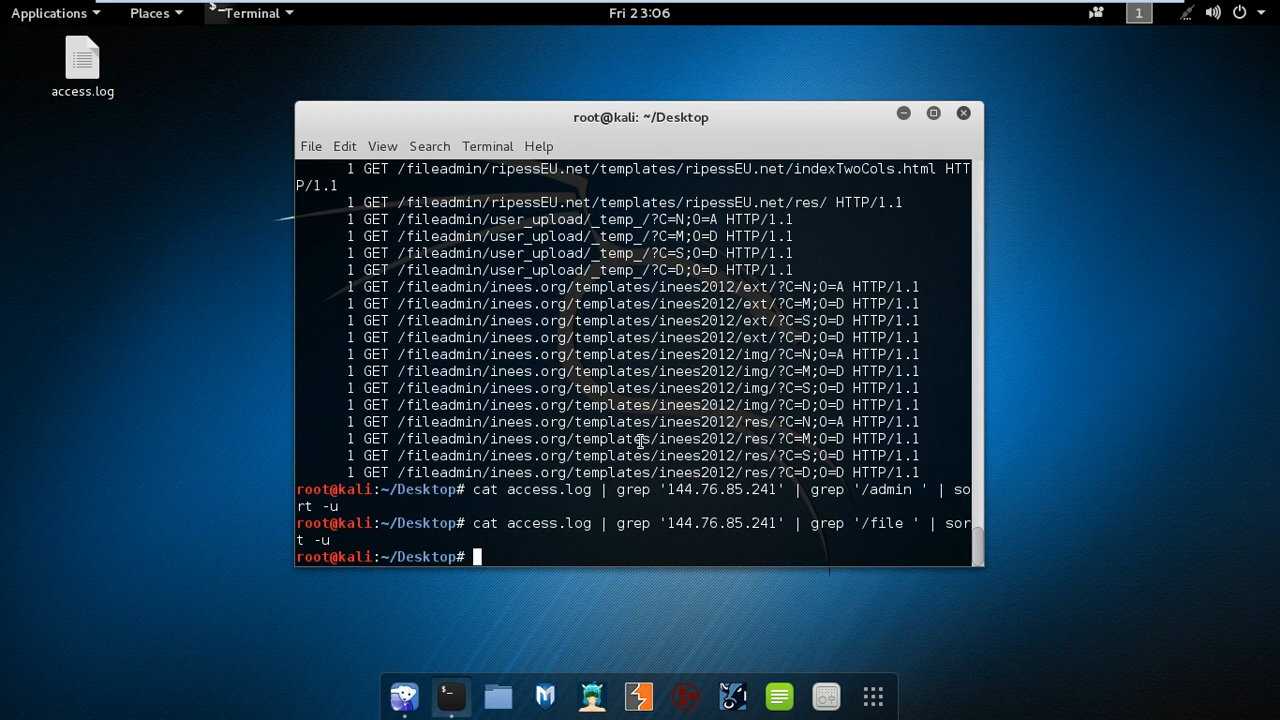 Applications Places Terminal Fri 23:06 1
access.log
root@kali: ~/Desktop
File Edit View Search Terminal Help
1 GET /fileadmin/ripessEU.net/templates/ripessEU.net/indexTwoCols.html HTT
P/1.1
1 GET /fileadmin/ripessEU.net/templates/ripessEU.net/res/ HTTP/1.1
1 GET /fileadmin/user_upload/_temp_/?C=N;O=A HTTP/1.1
1 GET /fileadmin/user_upload/_temp_/?C=M;O=D HTTP/1.1
1 GET /fileadmin/user_upload/_temp_/?C=S;O=D HTTP/1.1
1 GET /fileadmin/user_upload/_temp_/?C=D;O=D HTTP/1.1
1 GET /fileadmin/inees.org/templates/inees2012/ext/?C=N;O=A HTTP/1.1
1 GET /fileadmin/inees.org/templates/inees2012/ext/?C=M;O=D HTTP/1.1
1 GET /fileadmin/inees.org/templates/inees2012/ext/?C=S;O=D HTTP/1.1
1 GET /fileadmin/inees.org/templates/inees2012/ext/?C=D;O=D HTTP/1.1
1 GET /fileadmin/inees.org/templates/inees2012/img/?C=N;O=A HTTP/1.1
1 GET /fileadmin/inees.org/templates/inees2012/img/?C=M;O=D HTTP/1.1
1 GET /fileadmin/inees.org/templates/inees2012/img/?C=S;O=D HTTP/1.1
1 GET /fileadmin/inees.org/templates/inees2012/img/?C=D;O=D HTTP/1.1
1 GET /fileadmin/inees.org/templates/inees2012/res/?C=N;O=A HTTP/1.1
1 GET /fileadmin/inees.org/templates/inees2012/res/?C=M;O=D HTTP/1.1
1 GET /fileadmin/inees.org/templates/inees2012/res/?C=S;O=D HTTP/1.1
1 GET /fileadmin/inees.org/templates/inees2012/res/?C=D;O=D HTTP/1.1
root@kali:~/Desktop# cat access.log | grep '144.76.85.241' | grep '/admin ' | so
rt -u
root@kali:~/Desktop# cat access.log | grep '144.76.85.241' | grep '/file ' | sor
t -u
root@kali:~/Desktop#